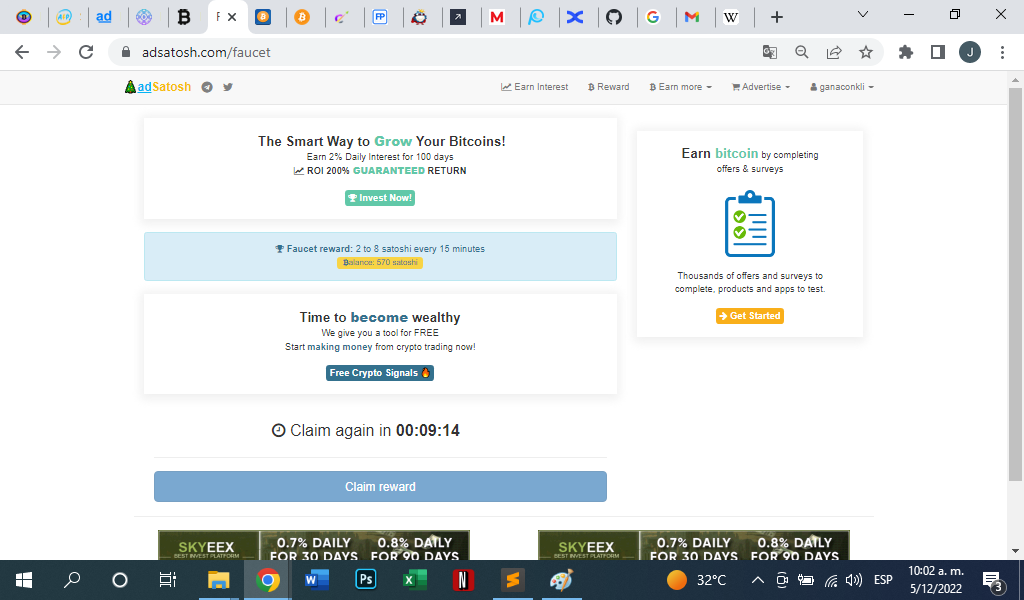 adsatosh.com/faucet
J
adSatosh
Earn Interest
Reward
Earn more
Advertise
ganaconkli
The Smart Way to Grow Your Bitcoins!
Earn 2% Daily Interest for 100 days
ROI 200% GUARANTEED RETURN
Invest Now!
Faucet reward: 2 to 8 satoshi every 15 minutes
Balance: 570 satoshi
Time to become wealthy
We give you a tool for FREE
Start making money from crypto trading now!
Free Crypto Signals
Claim again in 00:09:14
Claim reward
Earn bitcoin by completing
offers & surveys
Thousands of offers and surveys to
complete, products and apps to test.
Get Started
SKYEEX
BEST INVEST PLATFORM
0.7% DAILY
FOR 30 DAYS
0.8% DAILY
FOR 90 DAYS
SKYEEX
BEST INVEST PLATFORM
0.7% DAILY
FOR 30 DAYS
0.8% DAILY
FOR 90 DAYS
32°C
ESP
10:02 a. m.
5/12/2022
3